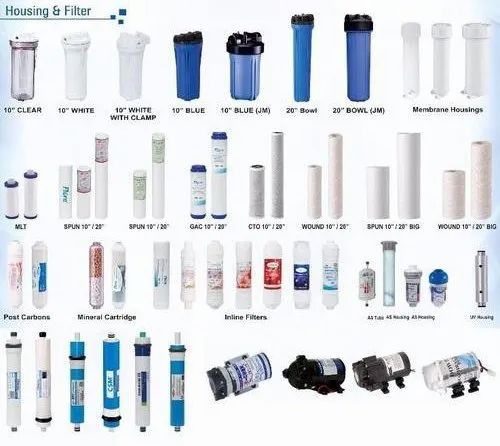 Housing & Filter
10" CLEAR
10" WHITE
10" WHITE
WITH CLAMP
10" BLUE
10" BLUE (JM)
20" Bowl
20" BOWL (JM)
Membrane Housings
MLT
SPUN 10" / 20"
SPUN 10" / 20"
GAC 10" / 20"
CTO 10" / 20"
WOUND 10" / 20"
SPUN 10" / 20" BIG
WOUND 10" / 20" BIG
Post Carbons
Mineral Cartridge
Inline Filters
AS Tube
AS Housing
AS Housing
UV Housing
CSM